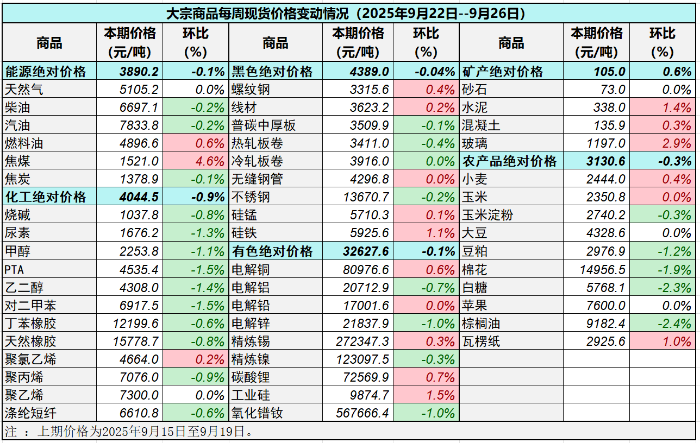 大宗商品每周现货价格变动情况（2025年9月22日--9月26日）
商品 本期价格(元/吨) 环比(%) 商品 本期价格(元/吨) 环比(%) 商品 本期价格(元/吨) 环比(%)
能源绝对价格 3890.2 -0.1% 黑色绝对价格 4389.0 -0.04% 矿产绝对价格 105.0 0.6%
天然气 5105.2 0.0% 螺纹钢 3315.6 0.4% 砂石 73.0 0.0%
柴油 6697.1 -0.2% 线材 3623.2 0.2% 水泥 338.0 1.4%
汽油 7833.8 -0.2% 普碳中厚板 3509.9 -0.1% 混凝土 135.9 0.3%
燃料油 4896.6 0.6% 热轧板卷 3411.0 -0.4% 玻璃 1197.0 2.9%
焦煤 1521.0 4.6% 冷轧板卷 3916.0 0.0% 农产品绝对价格 3130.6 -0.3%
焦炭 1378.9 -0.1% 无缝钢管 4296.8 0.0% 小麦 2444.0 0.4%
化工绝对价格 4044.5 -0.9% 不锈钢 13670.7 -0.2% 玉米 2350.8 0.0%
烧碱 1037.8 -0.8% 硅锰 5710.3 0.1% 玉米淀粉 2740.2 -0.3%
尿素 1676.2 -1.3% 硅铁 5925.6 1.1% 大豆 4328.6 0.0%
甲醇 2253.8 -1.1% 有色绝对价格 32627.6 -0.1% 豆粕 2976.9 -1.2%
PTA 4535.4 -1.5% 电解铜 80976.6 0.6% 棉花 14956.5 -1.9%
乙二醇 4308.0 -1.4% 电解铝 20712.9 -0.7% 白糖 5768.1 -2.3%
对二甲苯 6917.5 -1.5% 电解铅 17001.6 0.0% 苹果 7600.0 0.0%
丁苯橡胶 12199.6 -0.6% 电解锌 21837.9 -1.0% 棕榈油 9182.4 -2.4%
天然橡胶 15778.7 -0.8% 精炼锡 272347.3 0.3% 瓦楞纸 2925.6 1.0%
聚氯乙烯 4664.0 0.2% 精炼镍 123097.5 -0.3%
聚丙烯 7076.0 -0.9% 碳酸锂 72569.9 0.7%
聚乙烯 7300.0 0.0% 工业硅 9874.7 1.5%
涤纶短纤 6610.8 -0.6% 氧化镨钕 567666.4 -1.0%
注 ：上期价格为2025年9月15日至9月19日。